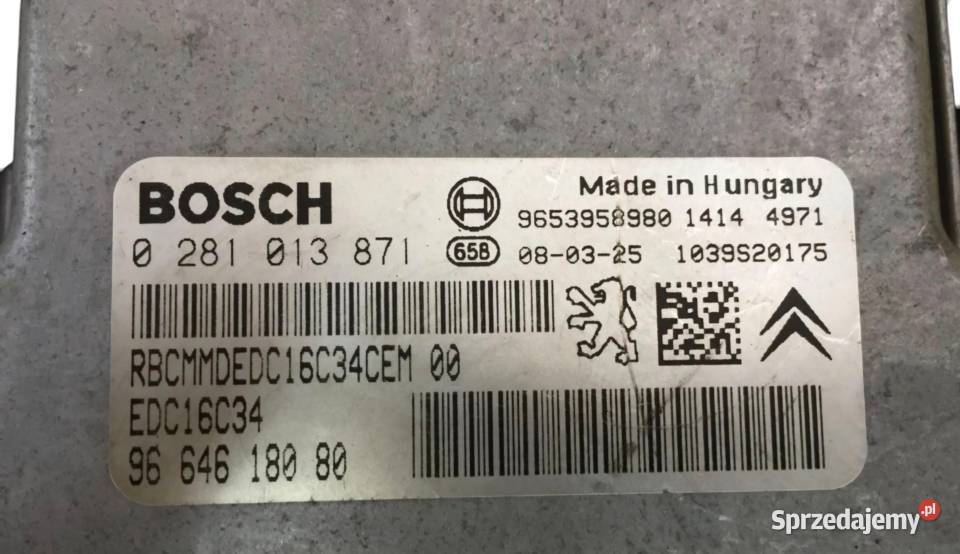 BOSCH
Made in Hungary
9653958980 1414 4971
0 281 013 871 658 08-03-25 1039S20175
RBCMMDEDC16C34CEM 00
EDC16C34
96 646 180 80
Sprzedajemy.pl